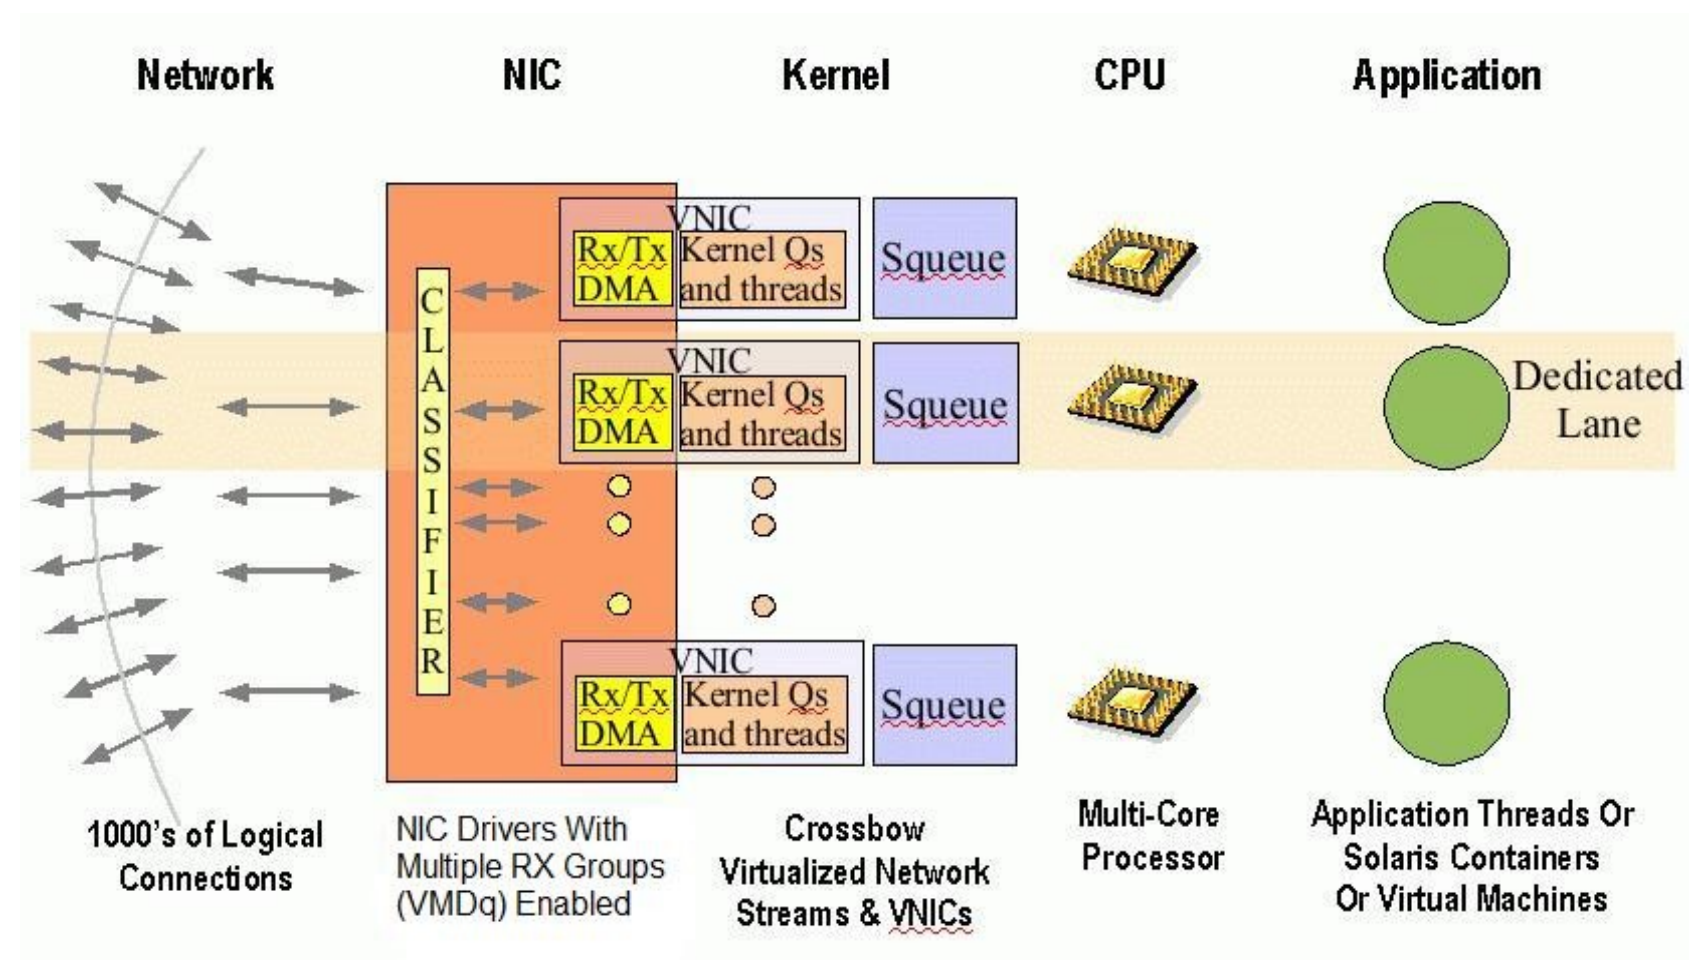 Network
NIC
Kernel
CPU
Application
CLASSIFIER
VNIC
Rx/Tx
DMA
Kernel Qs
and threads
Squeue
VNIC
Rx/Tx
DMA
Kernel Qs
and threads
Squeue
Dedicated
Lane
VNIC
Rx/Tx
DMA
Kernel Qs
and threads
Squeue
1000's of Logical
Connections
NIC Drivers With
Multiple RX Groups
(VMDq) Enabled
Crossbow
Virtualized Network
Streams & VNICs
Multi-Core
Processor
Application Threads Or
Solaris Containers
Or Virtual Machines